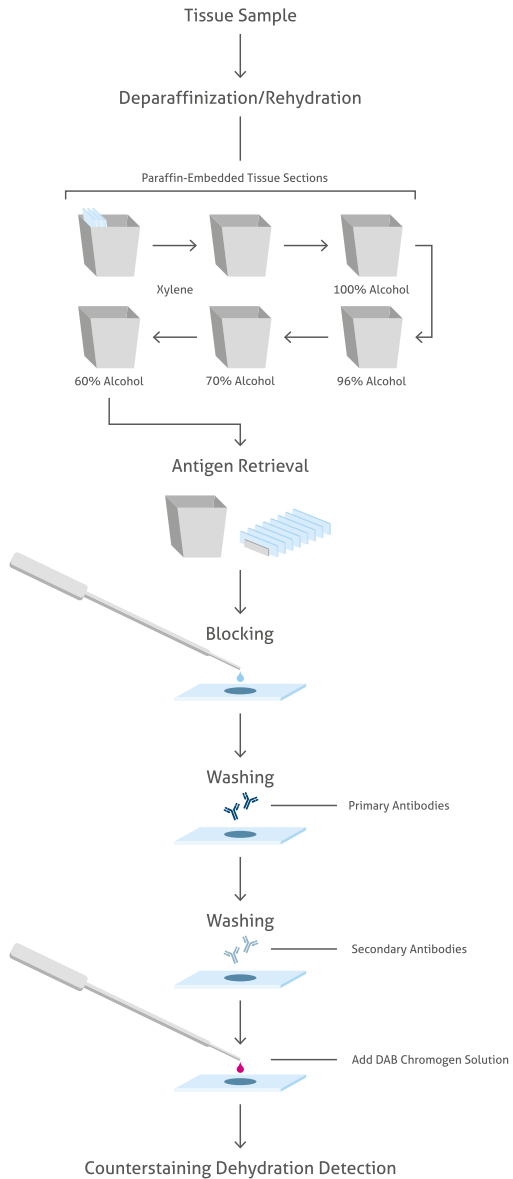 Tissue Sample
Deparaffinization/Rehydration
Paraffin-Embedded Tissue Sections
Xylene
100% Alcohol
60% Alcohol
70% Alcohol
96% Alcohol
Antigen Retrieval
Blocking
Washing
Primary Antibodies
Washing
Secondary Antibodies
Add DAB Chromogen Solution
Counterstaining Dehydration Detection